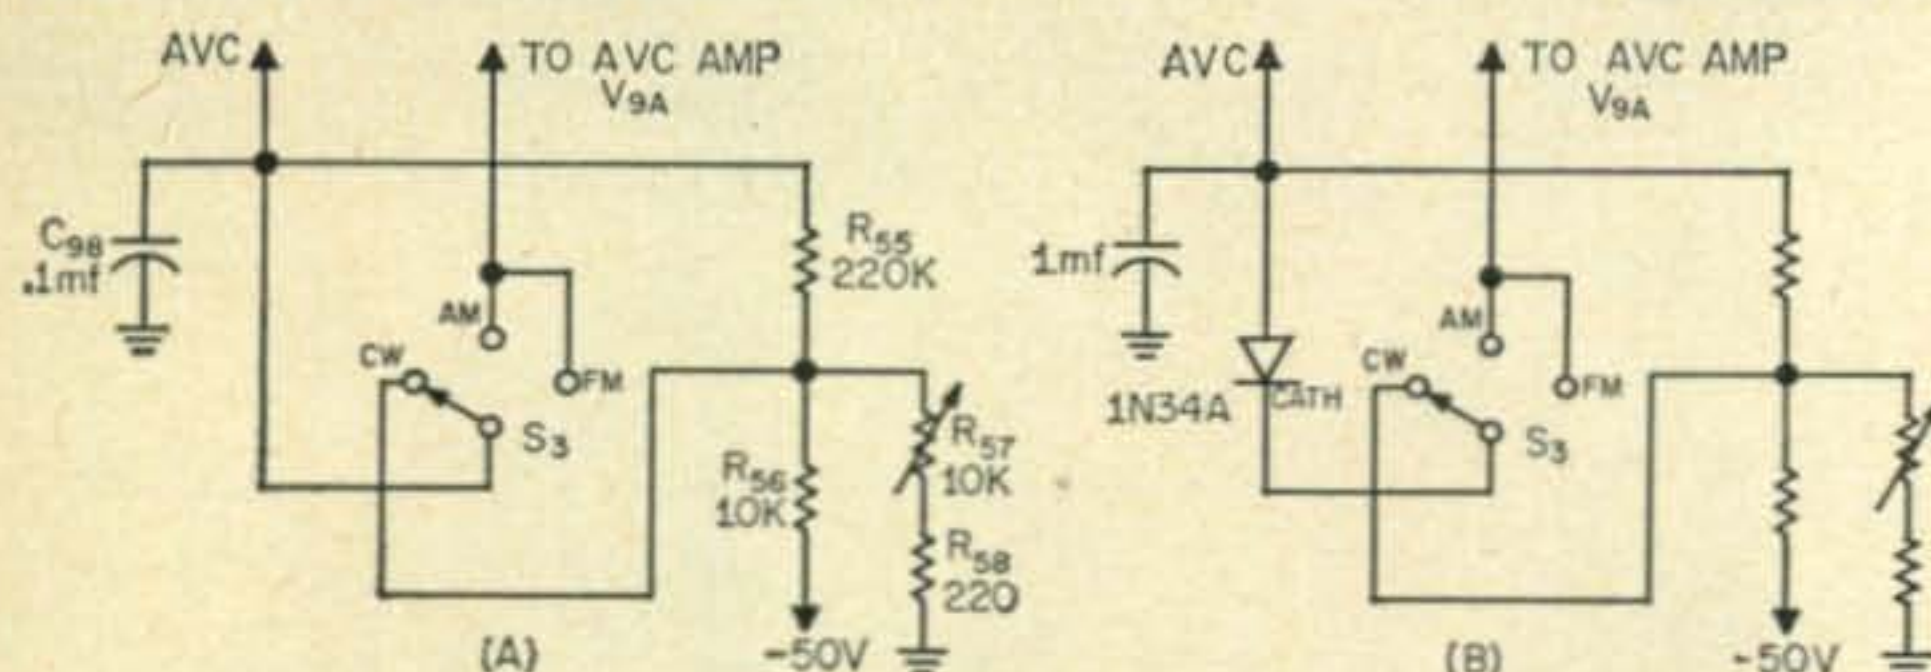 AVC
TO AVC AMP
V9A
C98
.1mf
R55
220K
AM
CW
FM
S3
R56
10K
R57
10K
R58
220
-50V
(A)
AVC
TO AVC AMP
V9A
1mf
AM
CW
FM
1N34A
CATH
S3
-50V
(B)